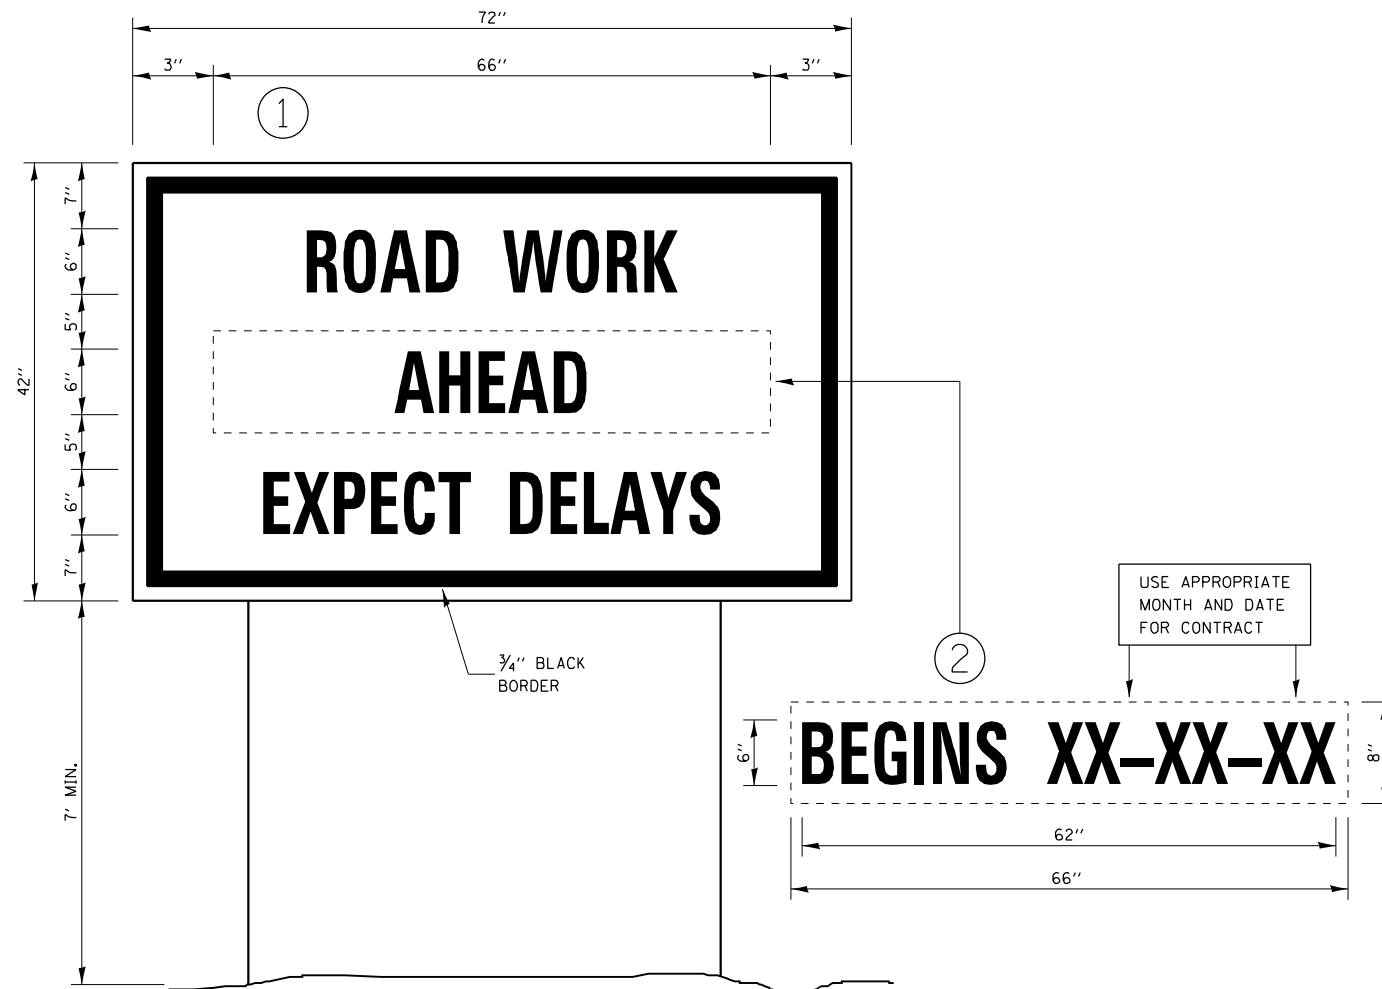 72''
3'' 66'' 3''
1
7''
6''
5''
6''
5''
6''
7''
42''
7' MIN.
ROAD WORK
AHEAD
EXPECT DELAYS
3/4'' BLACK
BORDER
2
USE APPROPRIATE
MONTH AND DATE
FOR CONTRACT
6''
BEGINS XX-XX-XX
8''
62''
66''